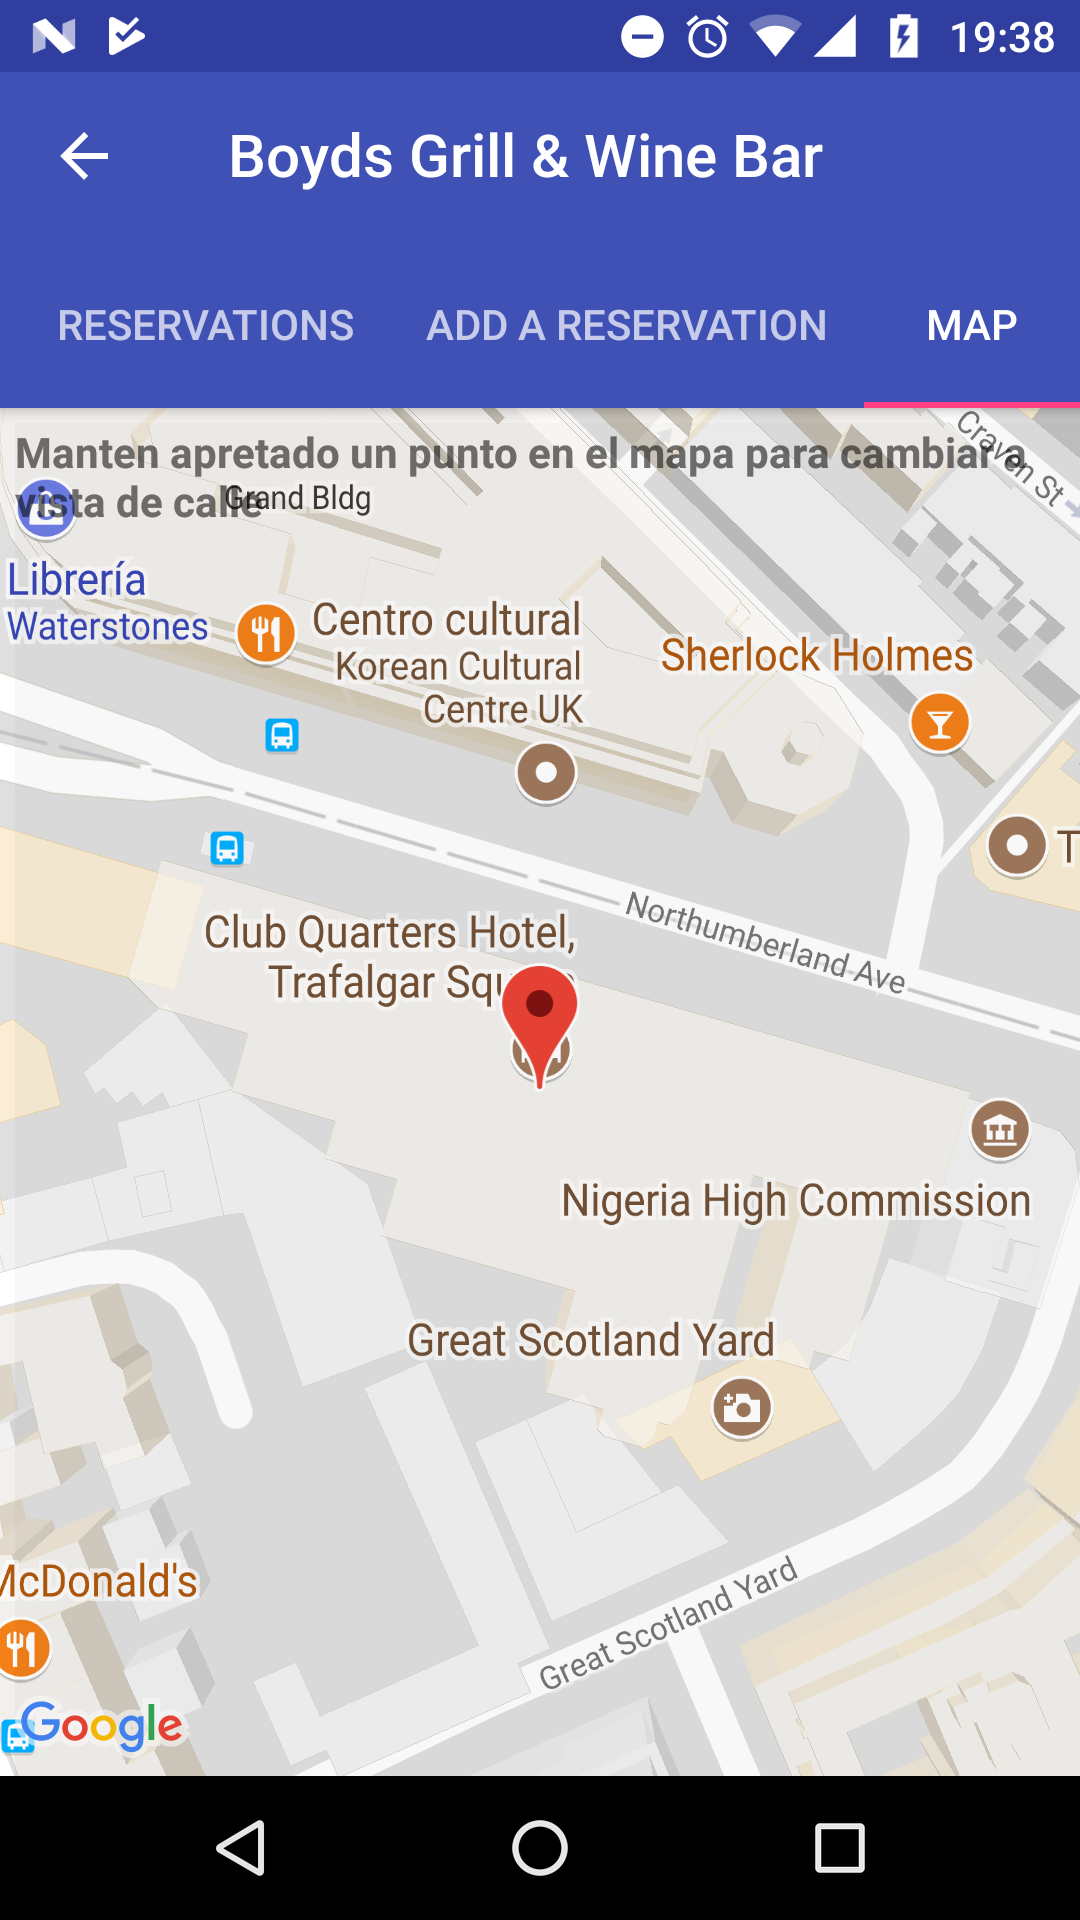 19:38
Boyds Grill & Wine Bar
RESERVATIONS
ADD A RESERVATION
MAP
Manten apretado un punto en el mapa para cambiar a
vista de calle
Craven St
Grand Bldg
Librería
Waterstones
Centro cultural
Korean Cultural
Centre UK
Sherlock Holmes
T
Northumberland Ave
Club Quarters Hotel,
Trafalgar Square
Nigeria High Commission
Great Scotland Yard
McDonald's
Great Scotland Yard
Google